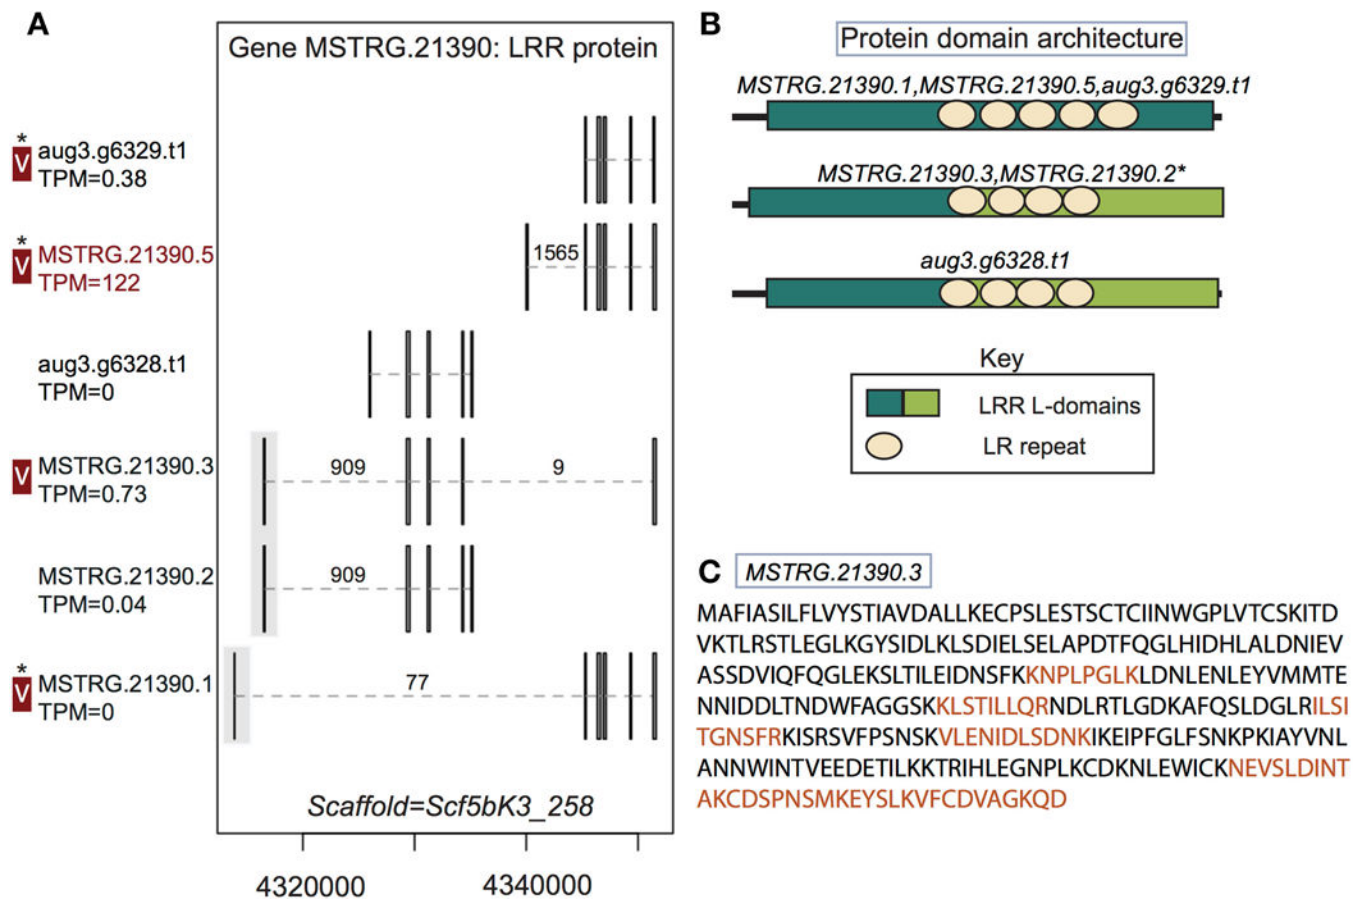 A
Gene MSTRG.21390: LRR protein
*
V
aug3.g6329.t1
TPM=0.38
*
V
MSTRG.21390.5
TPM=122
1565
aug3.g6328.t1
TPM=0
V
MSTRG.21390.3
TPM=0.73
909
9
MSTRG.21390.2
TPM=0.04
909
*
V
MSTRG.21390.1
TPM=0
77
Scaffold=Scf5bK3_258
4320000
4340000
B
Protein domain architecture
MSTRG.21390.1,MSTRG.21390.5,aug3.g6329.t1
MSTRG.21390.3,MSTRG.21390.2*
aug3.g6328.t1
Key
LRR L-domains
LR repeat
C
MSTRG.21390.3
MAFIASILFLVYSTIAVDALLKECPSLESTSCTCIINWGPLVTCSKITD
VKTLRSTLEGLKGYSIDLKLSDIELSELAPDTFQGLHIDHLALDNIEV
ASSDVIQFQGLEKSLTILEIDNSFKKNPLPGLKLDNLENLEYVMMTE
NNIDDLTNDWFAGGSKKLSTILLQRNDLRTLGDKAFQSLDGLRILSI
TGNSFRKISRSVFPSNSKVLENIDLSDNKIKEIPFGLFSNKPKIAYVNL
ANNWINTVEEDETILKKTRIHLEGNPLKCDKNLEWICKNEVSLDINT
AKCDSPNSMKEYSLKVFCDVAGKQD